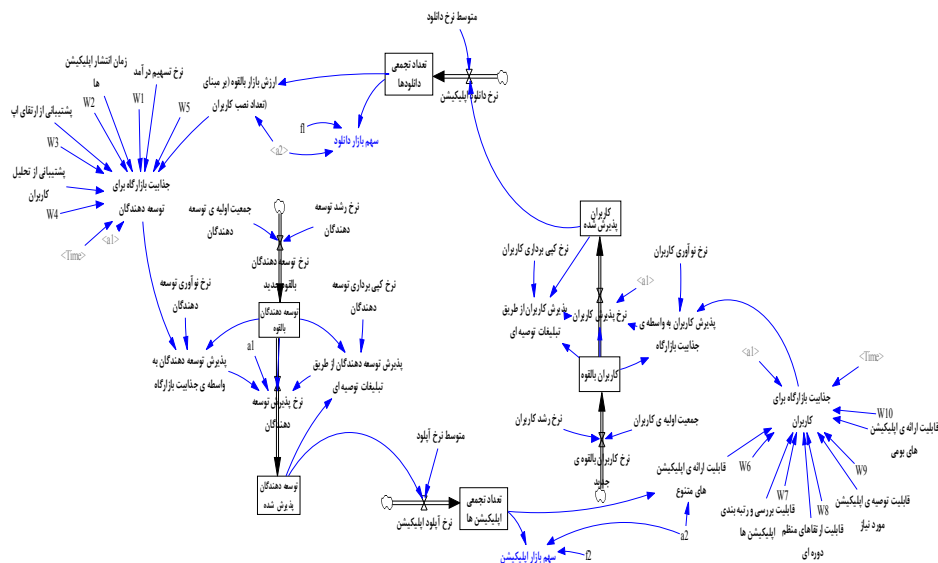 متوسط نرخ دانلود
تعداد تجمعی
دانلودها
نرخ دانلود اپلیکیشن
ارزش بازار بالقوه (بر مبنای
تعداد نصب کاربران)
f1
<a2>
سهم بازار دانلود
نرخ تسهیم در آمد
زمان انتشار اپلیکیشن
ها
پشتیبانی از ارتقای اپ
پشتیبانی از تحلیل
کاربران
W1
W2
W3
W4
W5
جذابیت بازارگاه برای
توسعه دهندگان
<a1>
<Time>
جمعیت اولیه ی توسعه
دهندگان
نرخ رشد توسعه
دهندگان
نرخ توسعه دهندگان
بالقوه جدید
توسعه دهندگان
بالقوه
نرخ نوآوری توسعه
دهندگان
نرخ کپی برداری توسعه
دهندگان
a1
پذیرش توسعه دهندگان به
واسطه ی جذابیت بازارگاه
پذیرش توسعه دهندگان از طریق
تبلیغات توصیه ای
نرخ پذیرش توسعه
دهندگان
توسعه دهندگان
پذیرش شده
متوسط نرخ آپلود
نرخ آپلود اپلیکیشن
تعداد تجمعی
اپلیکیشن ها
سهم بازار اپلیکیشن
f2
a2
کاربران
پذیرش شده
نرخ کپی برداری کاربران
نرخ نوآوری کاربران
<a1>
پذیرش کاربران از طریق
تبلیغات توصیه ای
نرخ پذیرش کاربران
پذیرش کاربران به واسطه ی
جذابیت بازارگاه
کاربران بالقوه
نرخ رشد کاربران
جمعیت اولیه ی کاربران
نرخ کاربران بالقوه ی
جدید
<a1>
<Time>
جذابیت بازارگاه برای
کاربران
W10
قابلیت ارائه ی اپلیکیشن
های بومی
W9
قابلیت توصیه ی اپلیکیشن
مورد نیاز
W8
قابلیت ارتقاهای منظم
دوره ای
W7
قابلیت بررسی و رتبه بندی
اپلیکیشن ها
W6
قابلیت ارائه ی اپلیکیشن
های متنوع